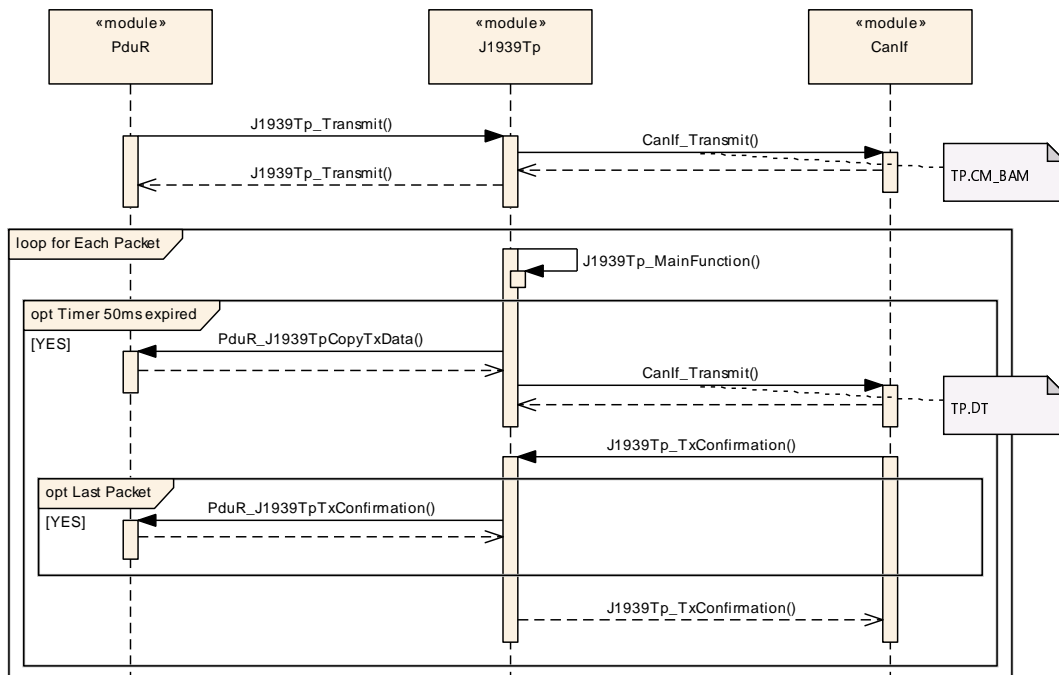 «module»
PduR
«module»
J1939Tp
«module»
CanIf
J1939Tp_Transmit()
CanIf_Transmit()
J1939Tp_Transmit()
TP.CM_BAM
loop for Each Packet
J1939Tp_MainFunction()
opt Timer 50ms expired
[YES]
PduR_J1939TpCopyTxData()
CanIf_Transmit()
TP.DT
J1939Tp_TxConfirmation()
opt Last Packet
[YES]
PduR_J1939TpTxConfirmation()
J1939Tp_TxConfirmation()